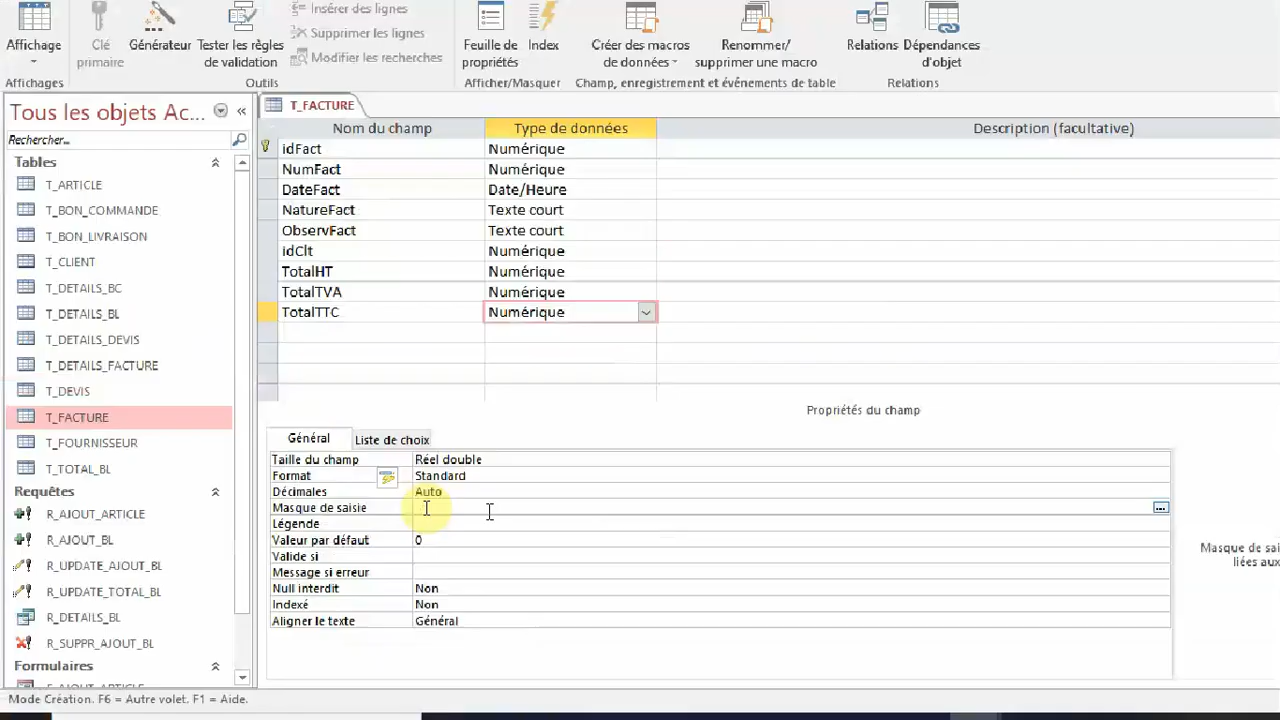 Affichage
Clé
primaire
Générateur
Tester les règles
de validation
Insérer des lignes
Supprimer les lignes
Modifier les recherches
Feuille de
propriétés
Index
Créer des macros
de données
Renommer/
supprimer une macro
Relations
Dépendances
d'objet
Affichages
Outils
Afficher/Masquer
Champ, enregistrement et événements de table
Relations
Tous les objets Ac...
Rechercher...
Tables
T_ARTICLE
T_BON_COMMANDE
T_BON_LIVRAISON
T_CLIENT
T_DETAILS_BC
T_DETAILS_BL
T_DETAILS_DEVIS
T_DETAILS_FACTURE
T_DEVIS
T_FACTURE
T_FOURNISSEUR
T_TOTAL_BL
Requêtes
R_AJOUT_ARTICLE
R_AJOUT_BL
R_UPDATE_AJOUT_BL
R_UPDATE_TOTAL_BL
R_DETAILS_BL
R_SUPPR_AJOUT_BL
Formulaires
F_AJOUT_ARTICLE
T_FACTURE
Nom du champ Type de données Description (facultative)
idFact Numérique
NumFact Numérique
DateFact Date/Heure
NatureFact Texte court
ObservFact Texte court
idClt Numérique
TotalHT Numérique
TotalTVA Numérique
TotalTTC Numérique
Propriétés du champ
Général Liste de choix
Taille du champ Réel double
Format Standard
Décimales Auto
Masque de saisie
Légende
Valeur par défaut 0
Valide si
Message si erreur
Null interdit Non
Indexé Non
Aligner le texte Général
Masque de sai
liées aux
Mode Création. F6 = Autre volet. F1 = Aide.